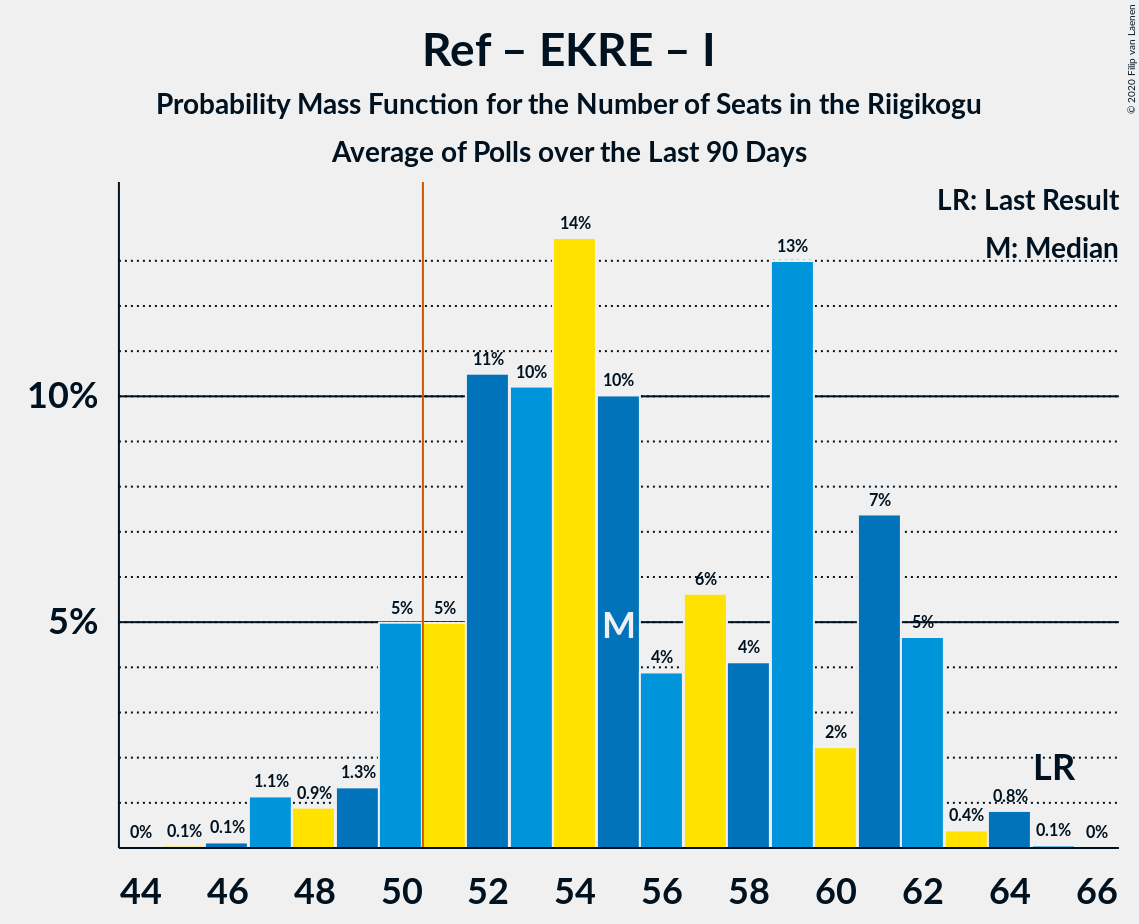 Ref – EKRE – I
Probability Mass Function for the Number of Seats in the Riigikogu
Average of Polls over the Last 90 Days
© 2020 Filip van Laenen
LR: Last Result
M: Median
10%
5%
0%
0.1%
0.1%
1.1%
0.9%
1.3%
5%
5%
11%
10%
14%
10%
4%
6%
4%
13%
2%
7%
5%
0.4%
0.8%
0.1%
0%
M
LR
44 46 48 50 52 54 56 58 60 62 64 66